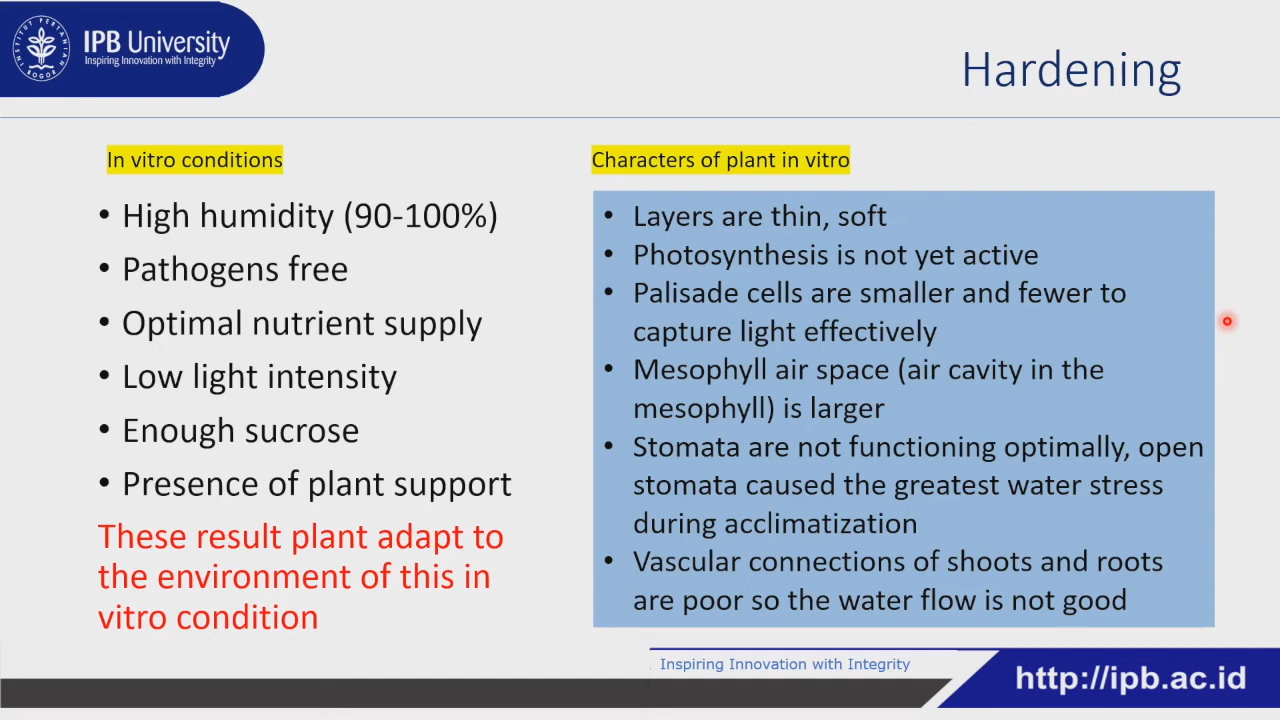 INSTITUT PERTANIAN BOGOR
IPB University
Inspiring Innovation with Integrity
Hardening
In vitro conditions
• High humidity (90-100%)
• Pathogens free
• Optimal nutrient supply
• Low light intensity
• Enough sucrose
• Presence of plant support
These result plant adapt to
the environment of this in
vitro condition
Characters of plant in vitro
• Layers are thin, soft
• Photosynthesis is not yet active
• Palisade cells are smaller and fewer to
capture light effectively
• Mesophyll air space (air cavity in the
mesophyll) is larger
• Stomata are not functioning optimally, open
stomata caused the greatest water stress
during acclimatization
• Vascular connections of shoots and roots
are poor so the water flow is not good
Inspiring Innovation with Integrity
http://ipb.ac.id